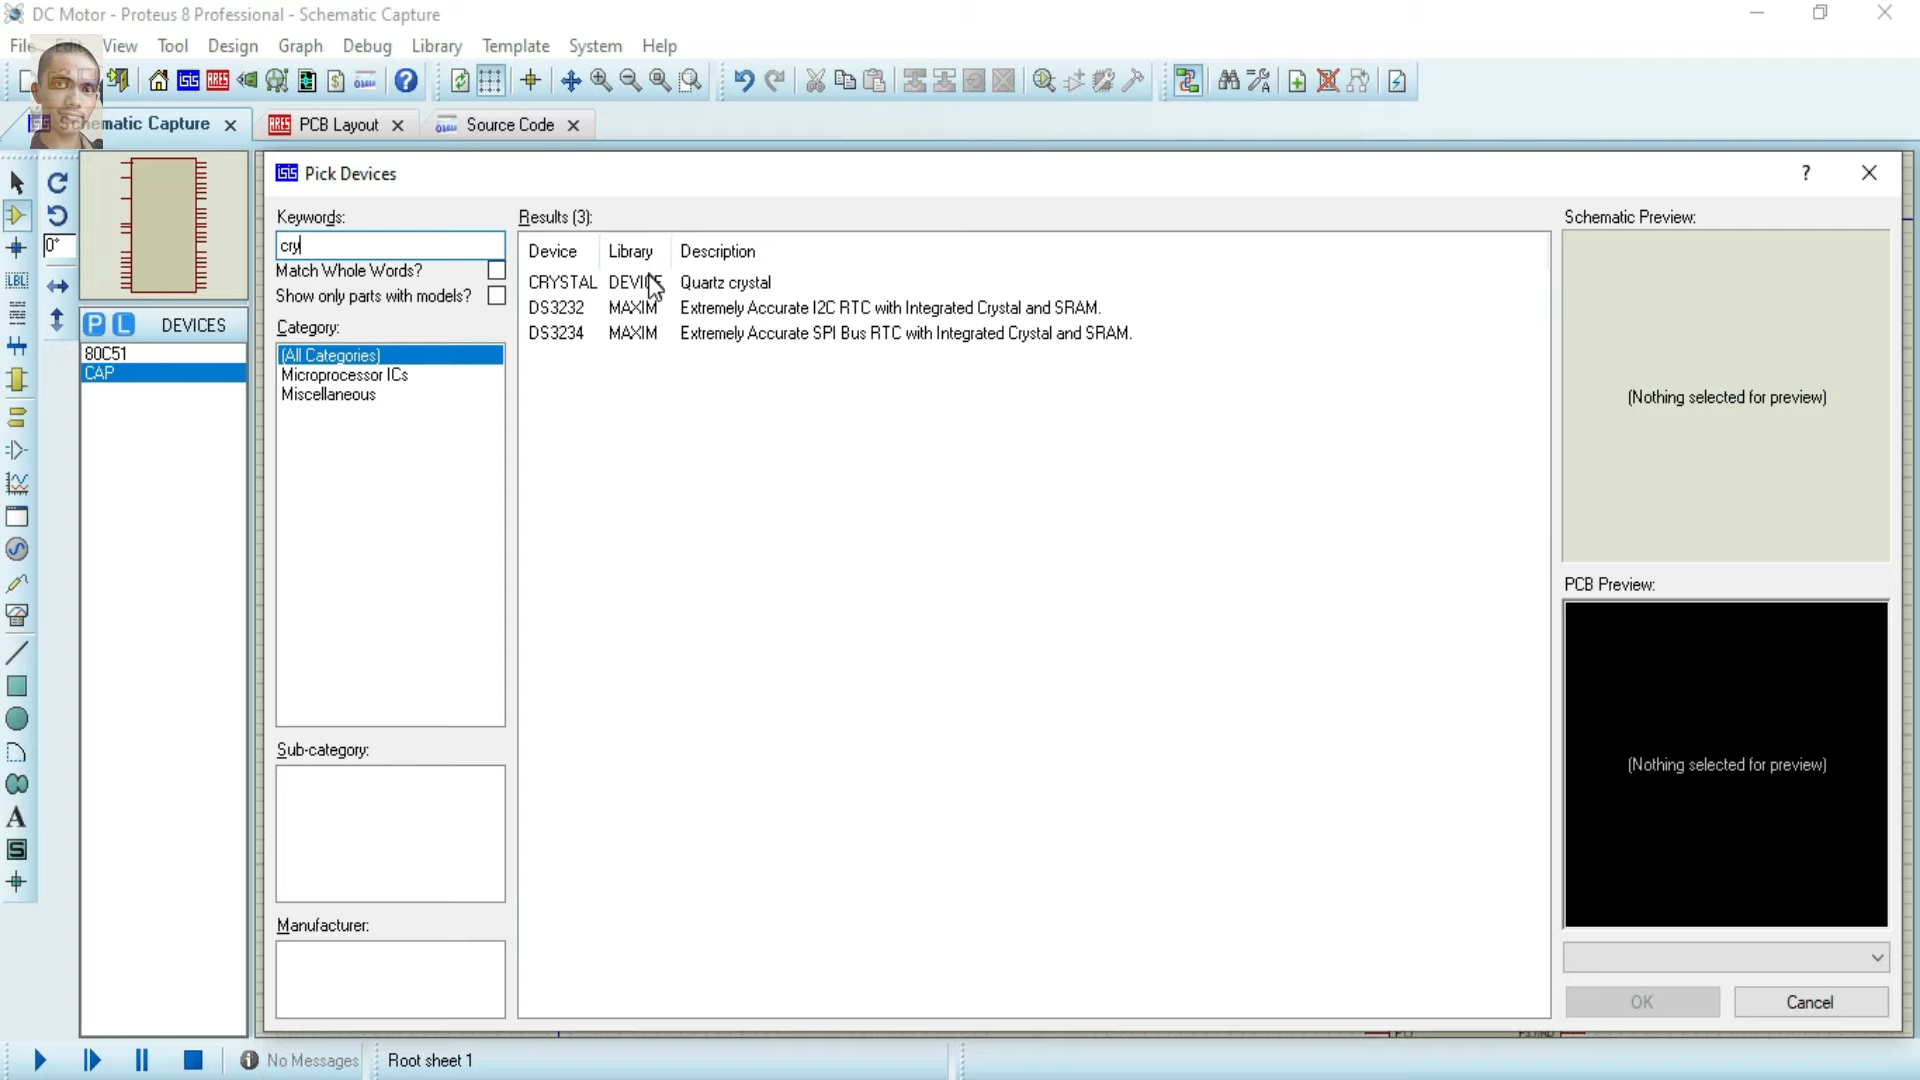 DC Motor - Proteus 8 Professional - Schematic Capture
File Edit View Tool Design Graph Debug Library Template System Help
Schematic Capture
PCB Layout
Source Code
Pick Devices
Keywords:
cry
Match Whole Words?
Show only parts with models?
Category:
(All Categories)
Microprocessor ICs
Miscellaneous
Sub-category:
Manufacturer:
Results (3):
Device Library Description
CRYSTAL DEVICE Quartz crystal
DS3232 MAXIM Extremely Accurate I2C RTC with Integrated Crystal and SRAM.
DS3234 MAXIM Extremely Accurate SPI Bus RTC with Integrated Crystal and SRAM.
Schematic Preview:
(Nothing selected for preview)
PCB Preview:
(Nothing selected for preview)
OK
Cancel
0°
LBL
P L DEVICES
80C51
CAP
No Messages
Root sheet 1